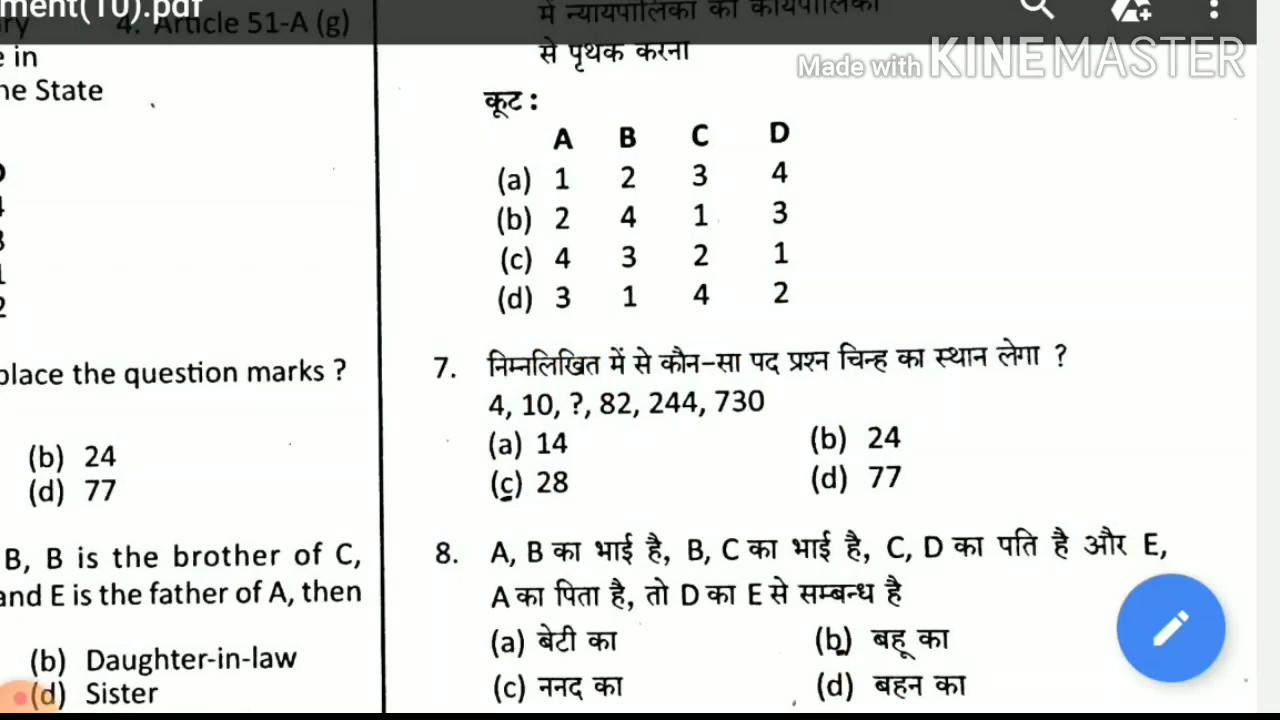 ment(10).pdf
4. Article 51-A (g)
e in
he State
place the question marks ?
(b) 24
(d) 77
B, B is the brother of C,
and E is the father of A, then
(b) Daughter-in-law
(d) Sister
में न्यायपालिका को कार्यपालिका
से पृथक करना
Made with KINEMASTER
कूट :
A B C D
(a) 1 2 3 4
(b) 2 4 1 3
(c) 4 3 2 1
(d) 3 1 4 2
7. निम्नलिखित में से कौन-सा पद प्रश्न चिन्ह का स्थान लेगा ?
4, 10, ?, 82, 244, 730
(a) 14 (b) 24
(c) 28 (d) 77
8. A, B का भाई है, B, C का भाई है, C, D का पति है और E,
A का पिता है, तो D का E से सम्बन्ध है
(a) बेटी का (b) बहू का
(c) ननद का (d) बहन का